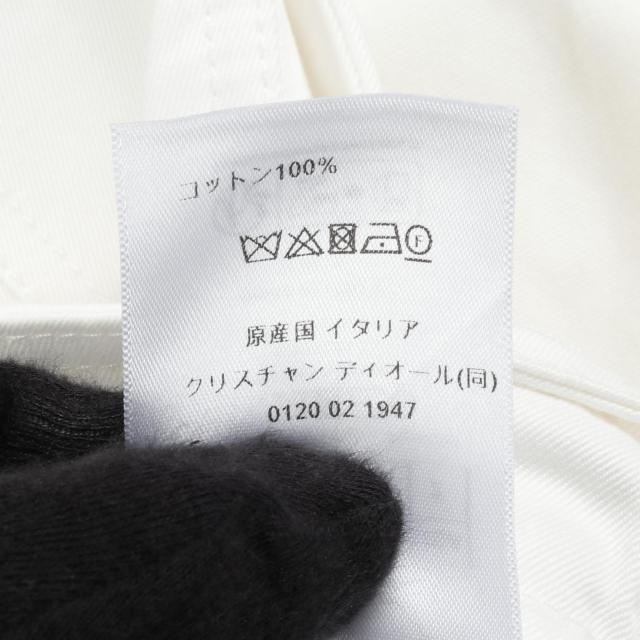 コットン100%
F
原産国 イタリア
クリスチャン ディオール(同)
0120 02 1947